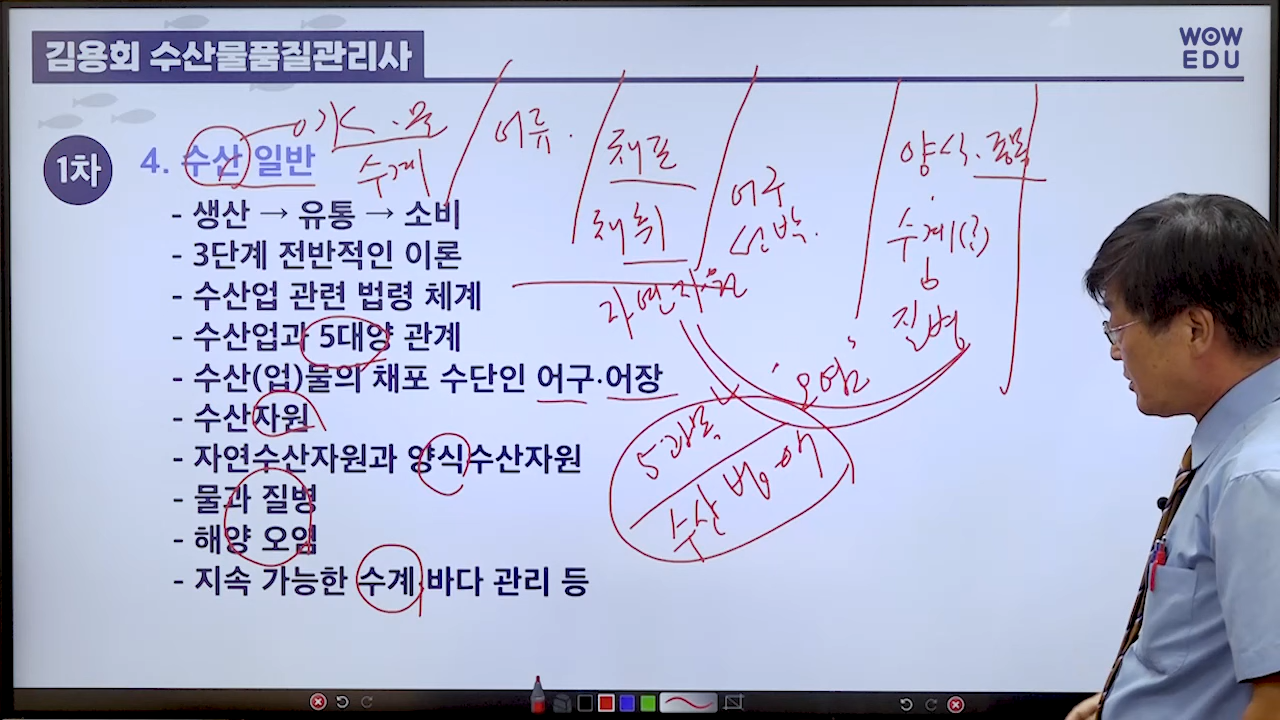 김용회 수산물품질관리사
WOW
EDU
1차
4. 수산 일반
- 생산 → 유통 → 소비
- 3단계 전반적인 이론
- 수산업 관련 법령 체계
- 수산업과 5대양 관계
- 수산(업)물의 채포 수단인 어구·어장
- 수산자원
- 자연수산자원과 양식수산자원
- 물과 질병
- 해양 오염
- 지속 가능한 수계, 바다 관리 등
수계
어류.
채포
채취
어구
선박.
자연자원
양식.
수계(?)
질병
오염
수산